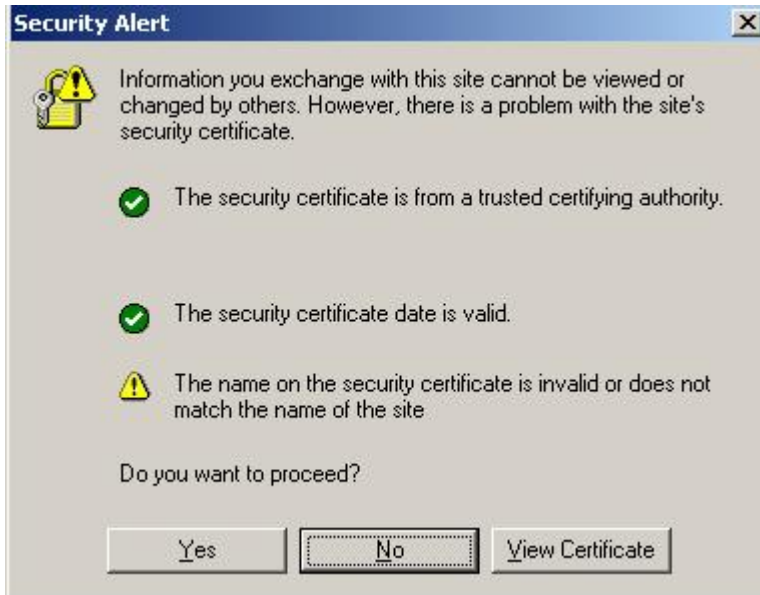 Security Alert
Information you exchange with this site cannot be viewed or
changed by others. However, there is a problem with the site's
security certificate.
The security certificate is from a trusted certifying authority.
The security certificate date is valid.
The name on the security certificate is invalid or does not
match the name of the site
Do you want to proceed?
Yes
No
View Certificate